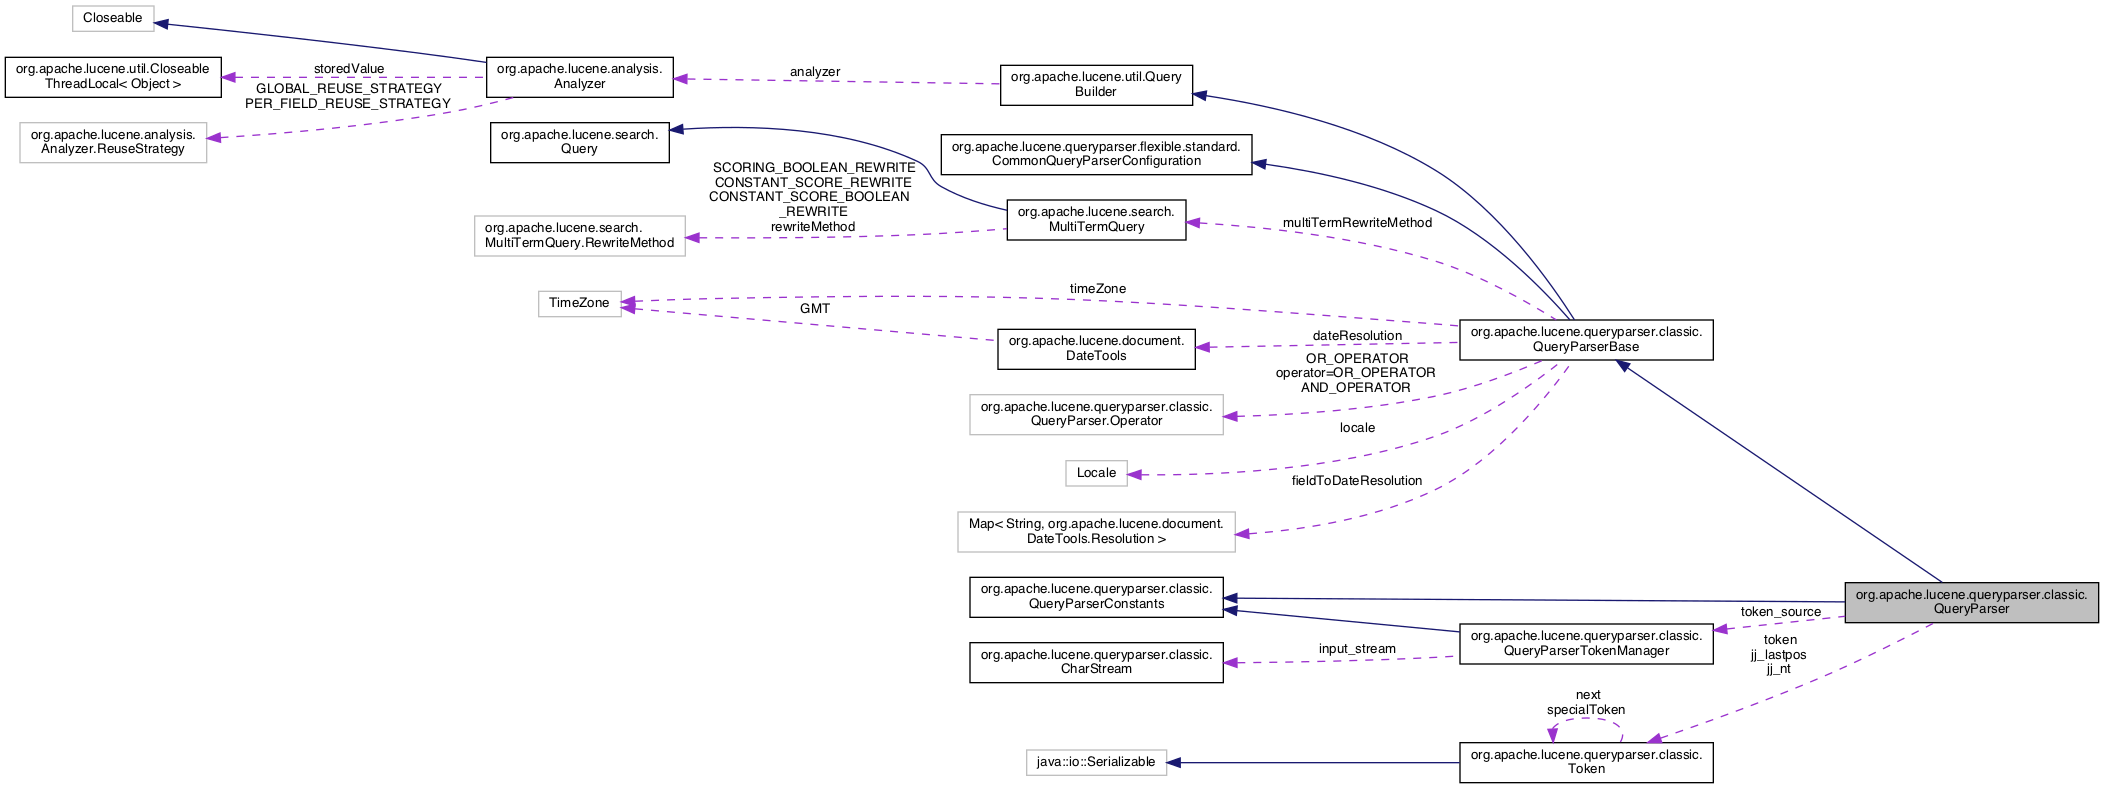 Closeable
org.apache.lucene.util.Closeable
ThreadLocal< Object >
storedValue
GLOBAL_REUSE_STRATEGY
PER_FIELD_REUSE_STRATEGY
org.apache.lucene.analysis.
Analyzer.ReuseStrategy
org.apache.lucene.analysis.
Analyzer
analyzer
org.apache.lucene.util.Query
Builder
org.apache.lucene.search.
Query
org.apache.lucene.queryparser.flexible.standard.
CommonQueryParserConfiguration
SCORING_BOOLEAN_REWRITE
CONSTANT_SCORE_REWRITE
CONSTANT_SCORE_BOOLEAN
_REWRITE
rewriteMethod
org.apache.lucene.search.
MultiTermQuery.RewriteMethod
org.apache.lucene.search.
MultiTermQuery
multiTermRewriteMethod
TimeZone
timeZone
GMT
org.apache.lucene.document.
DateTools
dateResolution
org.apache.lucene.queryparser.classic.
QueryParserBase
OR_OPERATOR
operator=OR_OPERATOR
AND_OPERATOR
org.apache.lucene.queryparser.classic.
QueryParser.Operator
locale
Locale
fieldToDateResolution
Map< String, org.apache.lucene.document.
DateTools.Resolution >
org.apache.lucene.queryparser.classic.
QueryParserConstants
org.apache.lucene.queryparser.classic.
QueryParser
token_source
org.apache.lucene.queryparser.classic.
QueryParserTokenManager
input_stream
org.apache.lucene.queryparser.classic.
CharStream
token
jj_lastpos
jj_nt
next
specialToken
java::io::Serializable
org.apache.lucene.queryparser.classic.
Token